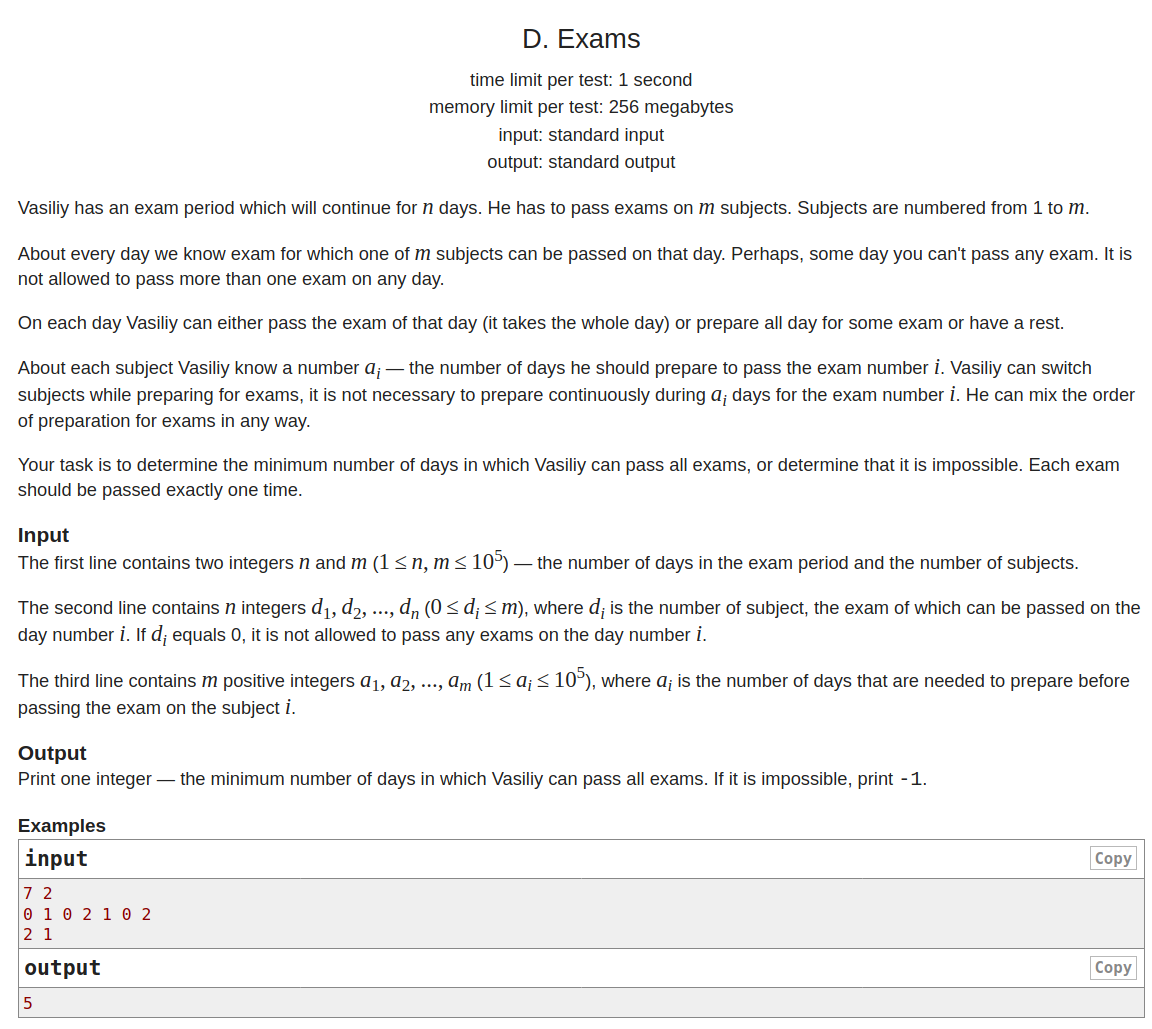 D. Exams
time limit per test: 1 second
memory limit per test: 256 megabytes
input: standard input
output: standard output
Vasiliy has an exam period which will continue for n days. He has to pass exams on m subjects. Subjects are numbered from 1 to m.
About every day we know exam for which one of m subjects can be passed on that day. Perhaps, some day you can't pass any exam. It is
not allowed to pass more than one exam on any day.
On each day Vasiliy can either pass the exam of that day (it takes the whole day) or prepare all day for some exam or have a rest.
About each subject Vasiliy know a number a_i — the number of days he should prepare to pass the exam number i. Vasiliy can switch
subjects while preparing for exams, it is not necessary to prepare continuously during a_i days for the exam number i. He can mix the order
of preparation for exams in any way.
Your task is to determine the minimum number of days in which Vasiliy can pass all exams, or determine that it is impossible. Each exam
should be passed exactly one time.
Input
The first line contains two integers n and m (1 ≤ n, m ≤ 10^5) — the number of days in the exam period and the number of subjects.
The second line contains n integers d_1, d_2, ..., d_n (0 ≤ d_i ≤ m), where d_i is the number of subject, the exam of which can be passed on the
day number i. If d_i equals 0, it is not allowed to pass any exams on the day number i.
The third line contains m positive integers a_1, a_2, ..., a_m (1 ≤ a_i ≤ 10^5), where a_i is the number of days that are needed to prepare before
passing the exam on the subject i.
Output
Print one integer — the minimum number of days in which Vasiliy can pass all exams. If it is impossible, print -1.
Examples
input Copy
7 2
0 1 0 2 1 0 2
2 1
output Copy
5